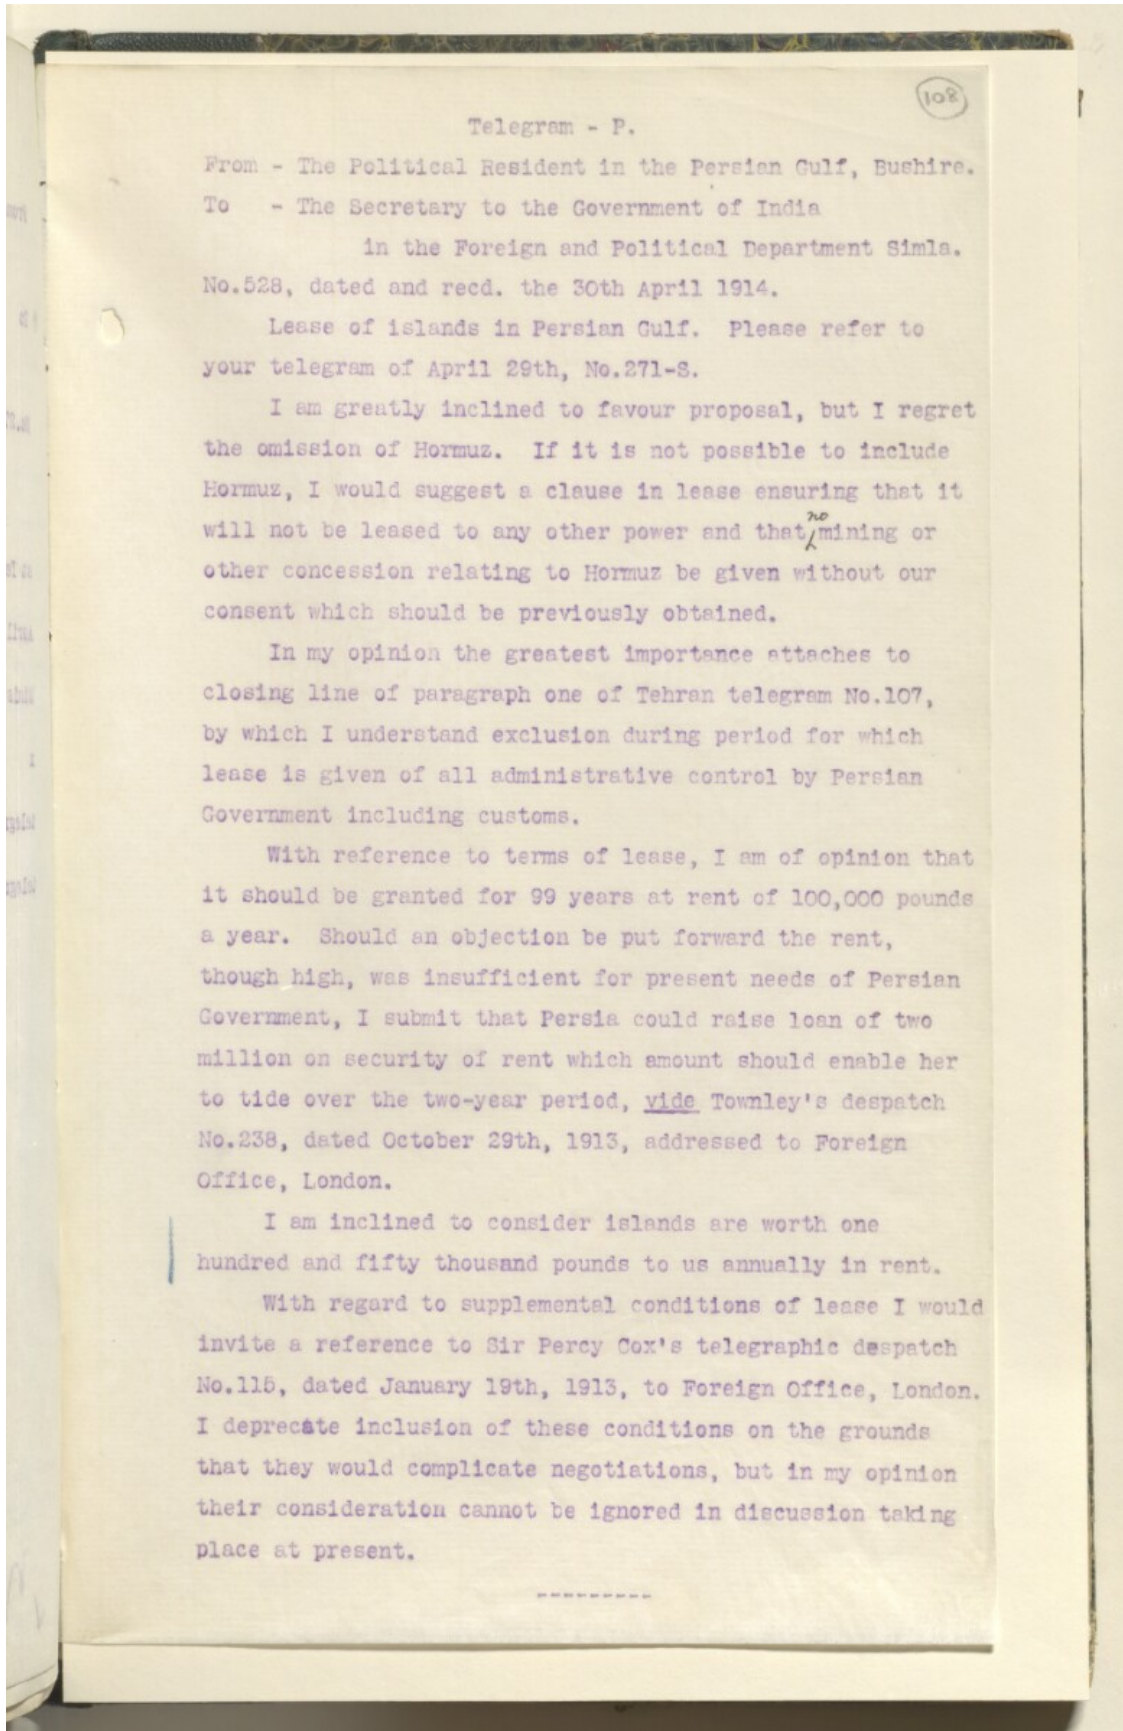 108
Telegram - P.
From - The Political Resident in the Persian Gulf, Bushire.
To - The Secretary to the Government of India
in the Foreign and Political Department Simla.
No.528, dated and recd. the 30th April 1914.
Lease of islands in Persian Gulf. Please refer to
your telegram of April 29th, No.271-S.
I am greatly inclined to favour proposal, but I regret
the omission of Hormuz. If it is not possible to include
Hormuz, I would suggest a clause in lease ensuring that it
will not be leased to any other power and that no mining or
other concession relating to Hormuz be given without our
consent which should be previously obtained.
In my opinion the greatest importance attaches to
closing line of paragraph one of Tehran telegram No.107,
by which I understand exclusion during period for which
lease is given of all administrative control by Persian
Government including customs.
With reference to terms of lease, I am of opinion that
it should be granted for 99 years at rent of 100,000 pounds
a year. Should an objection be put forward the rent,
though high, was insufficient for present needs of Persian
Government, I submit that Persia could raise loan of two
million on security of rent which amount should enable her
to tide over the two-year period, vide Townley's despatch
No.238, dated October 29th, 1913, addressed to Foreign
Office, London.
I am inclined to consider islands are worth one
hundred and fifty thousand pounds to us annually in rent.
With regard to supplemental conditions of lease I would
invite a reference to Sir Percy Cox's telegraphic despatch
No.115, dated January 19th, 1913, to Foreign Office, London.
I deprecate inclusion of these conditions on the grounds
that they would complicate negotiations, but in my opinion
their consideration cannot be ignored in discussion taking
place at present.
---------